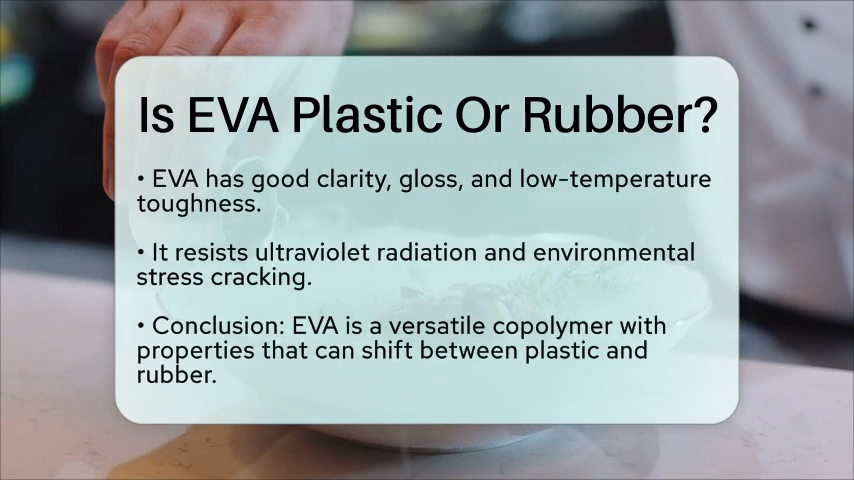 Is EVA Plastic Or Rubber?
• EVA has good clarity, gloss, and low-temperature
toughness.
• It resists ultraviolet radiation and environmental
stress cracking.
• Conclusion: EVA is a versatile copolymer with
properties that can shift between plastic and
rubber.